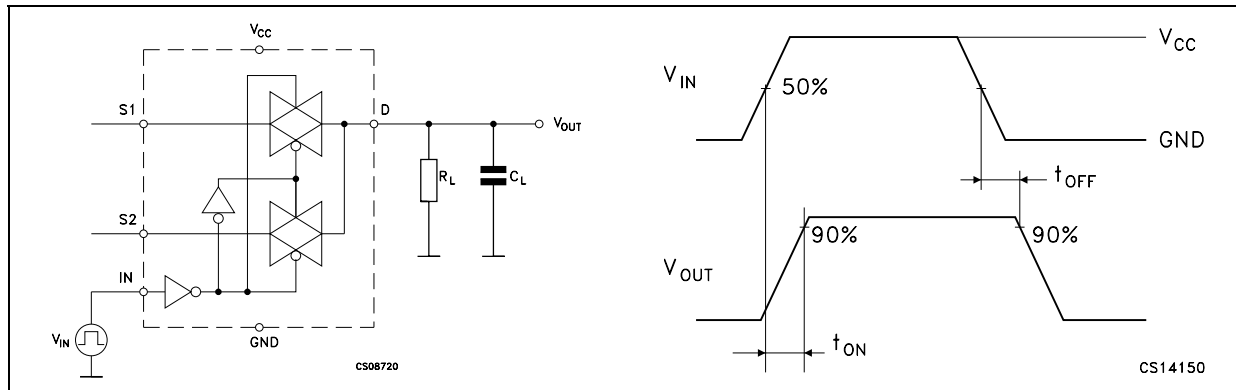 VCC
S1
D
VOUT
RL
CL
S2
IN
VIN
GND
CS08720
VCC
VIN
50%
GND
tOFF
90%
90%
VOUT
tON
CS14150